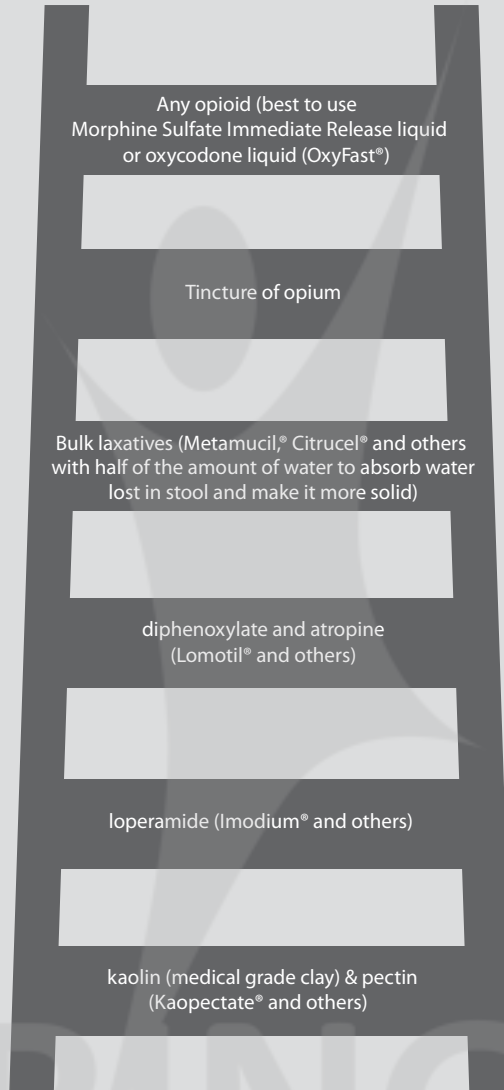 Any opioid (best to use
Morphine Sulfate Immediate Release liquid
or oxycodone liquid (OxyFast®)
Tincture of opium
Bulk laxatives (Metamucil,® Citrucel® and others
with half of the amount of water to absorb water
lost in stool and make it more solid)
diphenoxylate and atropine
(Lomotil® and others)
loperamide (Imodium® and others)
kaolin (medical grade clay) & pectin
(Kaopectate® and others)